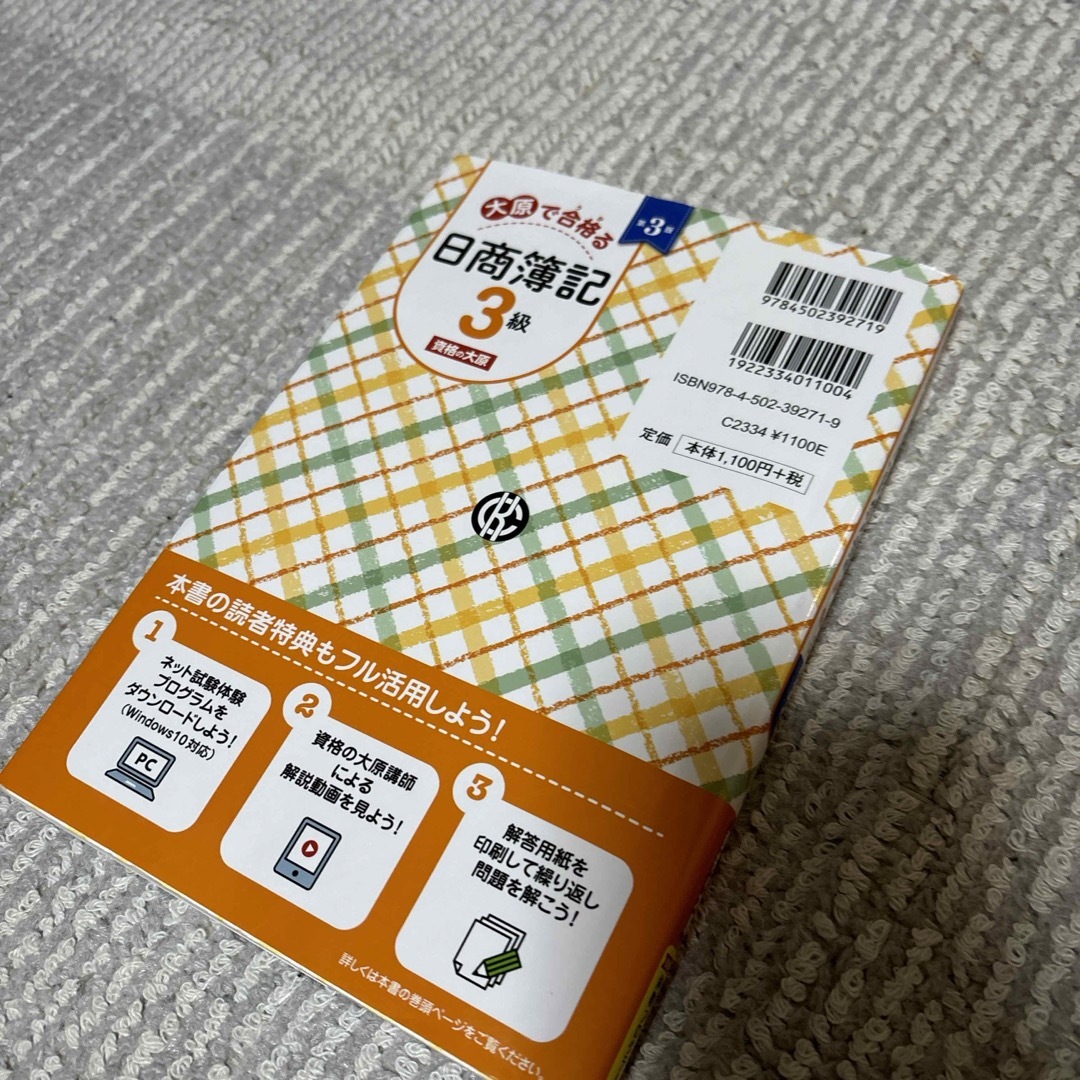 大原で合格る
とお
日商簿記
3級
資格の大原
第3版
9784502392719
1922334011004
ISBN978-4-502-39271-9
C2334 ¥1100E
定価 本体1,100円+税
本書の読者特典もフル活用しよう!
1
ネット試験体験
プログラムを
ダウンロードしよう!
(Windows10対応)
PC
2
資格の大原講師
による
解説動画を見よう!
3
解答用紙を
印刷して繰り返し
問題を解こう!
詳しくは本書の巻頭ページをご覧ください。